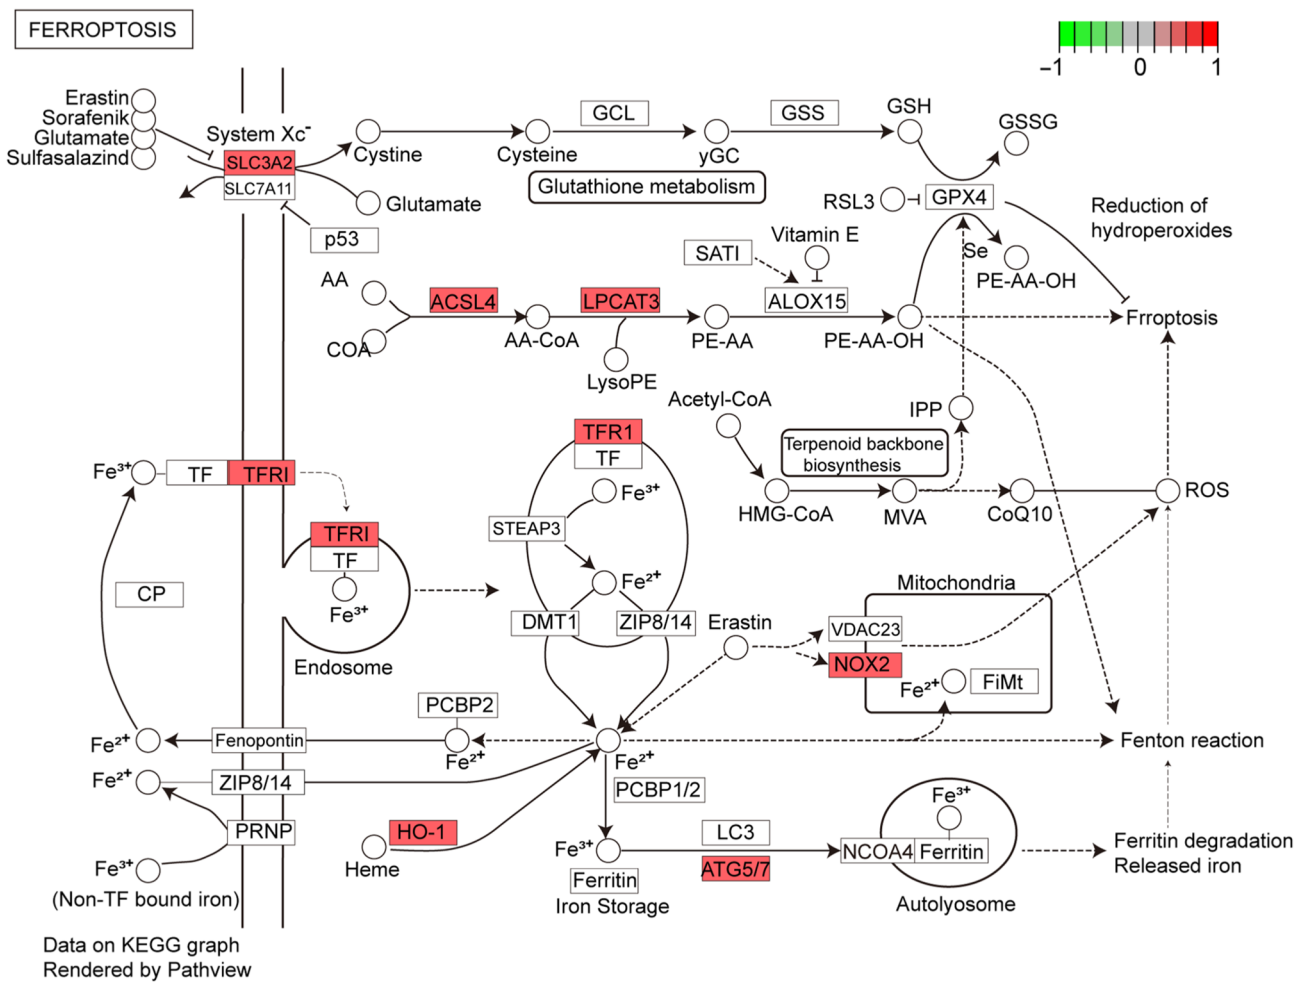 FERROPTOSIS
−1 0 1
Erastin
Sorafenik
Glutamate
Sulfasalazind
System Xc⁻
SLC3A2
SLC7A11
p53
Cystine
Glutamate
Cysteine
GCL
yGC
GSS
GSH
GSSG
Glutathione metabolism
RSL3
GPX4
Se
PE-AA-OH
Reduction of
hydroperoxides
SATI
Vitamin E
ALOX15
AA
COA
ACSL4
AA-CoA
LPCAT3
LysoPE
PE-AA
PE-AA-OH
Frroptosis
Acetyl-CoA
IPP
Terpenoid backbone
biosynthesis
HMG-CoA
MVA
CoQ10
ROS
Fe³⁺
TF
TFRI
TFRI
TF
Fe³⁺
Endosome
CP
TFR1
TF
Fe³⁺
STEAP3
Fe²⁺
DMT1
ZIP8/14
Erastin
Mitochondria
VDAC23
NOX2
Fe²⁺
FiMt
Fe²⁺
Fenopontin
PCBP2
Fe²⁺
Fe²⁺
Fenton reaction
Fe²⁺
ZIP8/14
PRNP
Fe³⁺
(Non-TF bound iron)
Heme
HO-1
PCBP1/2
Fe³⁺
Ferritin
Iron Storage
LC3
ATG5/7
Fe³⁺
NCOA4
Ferritin
Autolyosome
Ferritin degradation
Released iron
Data on KEGG graph
Rendered by Pathview